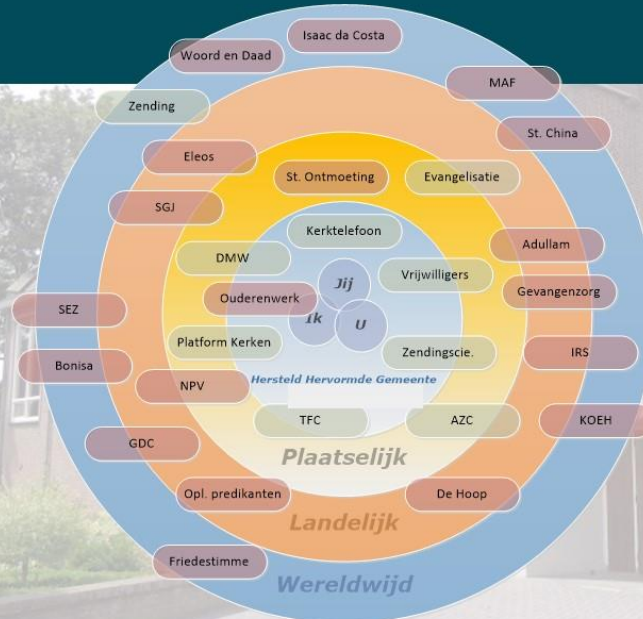 Isaac da Costa
Woord en Daad
MAF
Zending
St. China
Eleos
St. Ontmoeting
Evangelisatie
SGJ
Kerktelefoon
Adullam
DMW
Jij
Vrijwilligers
Ouderenwerk
Gevangenzorg
SEZ
Ik
U
Platform Kerken
Zendingscie.
IRS
Bonisa
Hersteld Hervormde Gemeente
NPV
TFC
AZC
KOEH
GDC
Plaatselijk
Opl. predikanten
De Hoop
Landelijk
Friedestimme
Wereldwijd